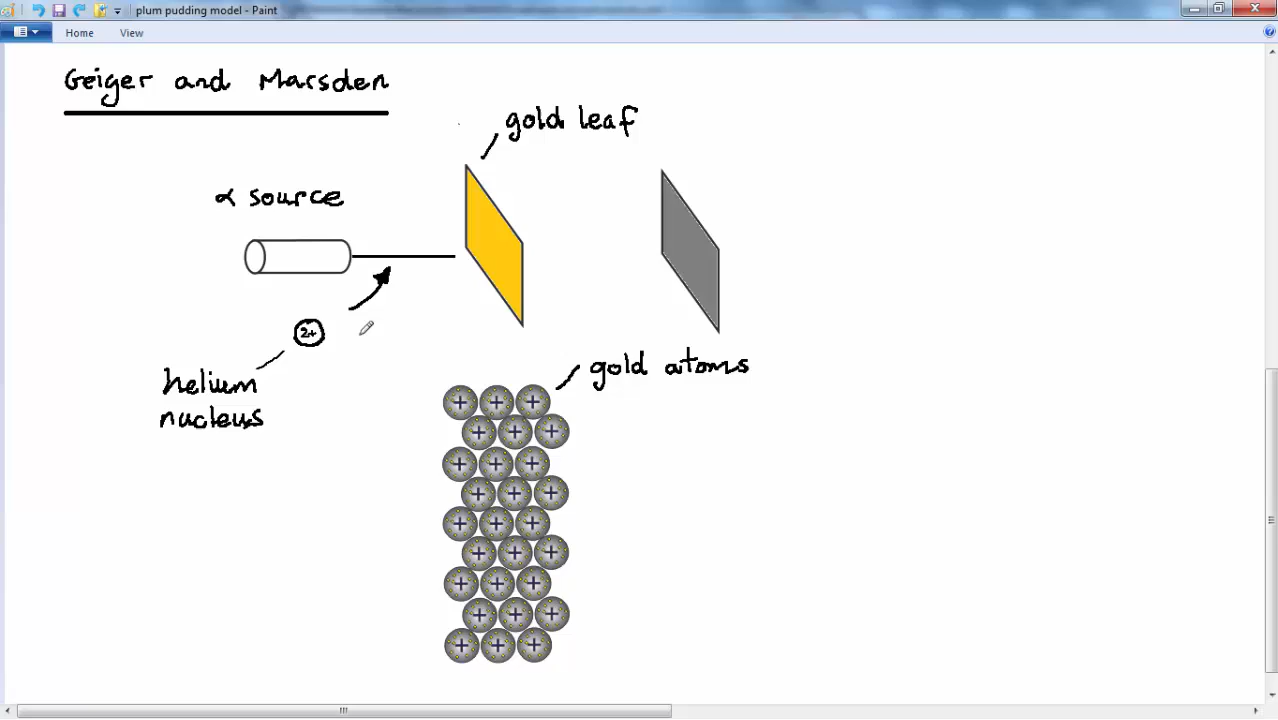 plum pudding model - Paint
Home View
Geiger and Marsden
gold leaf
α source
2+
helium
nucleus
gold atoms
+ + +
+ + +
+ + +
+ + +
+ + +
+ + +
+ + +
+ + +
+ + +